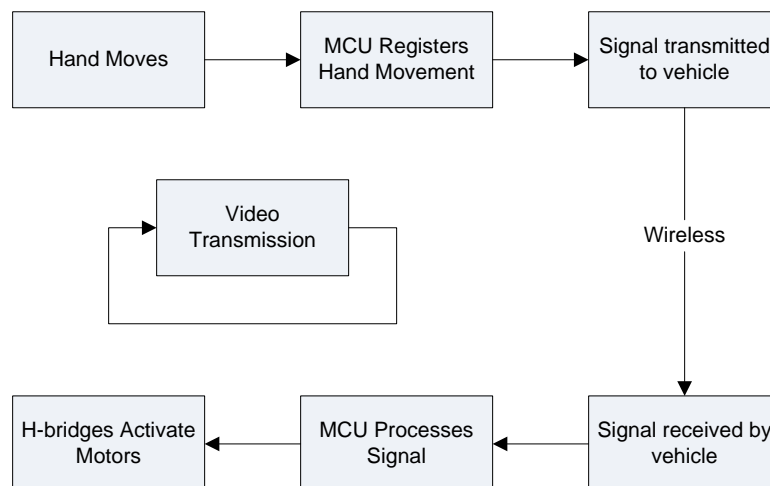 Hand Moves
MCU Registers
Hand Movement
Signal transmitted
to vehicle
Video
Transmission
Wireless
H-bridges Activate
Motors
MCU Processes
Signal
Signal received by
vehicle